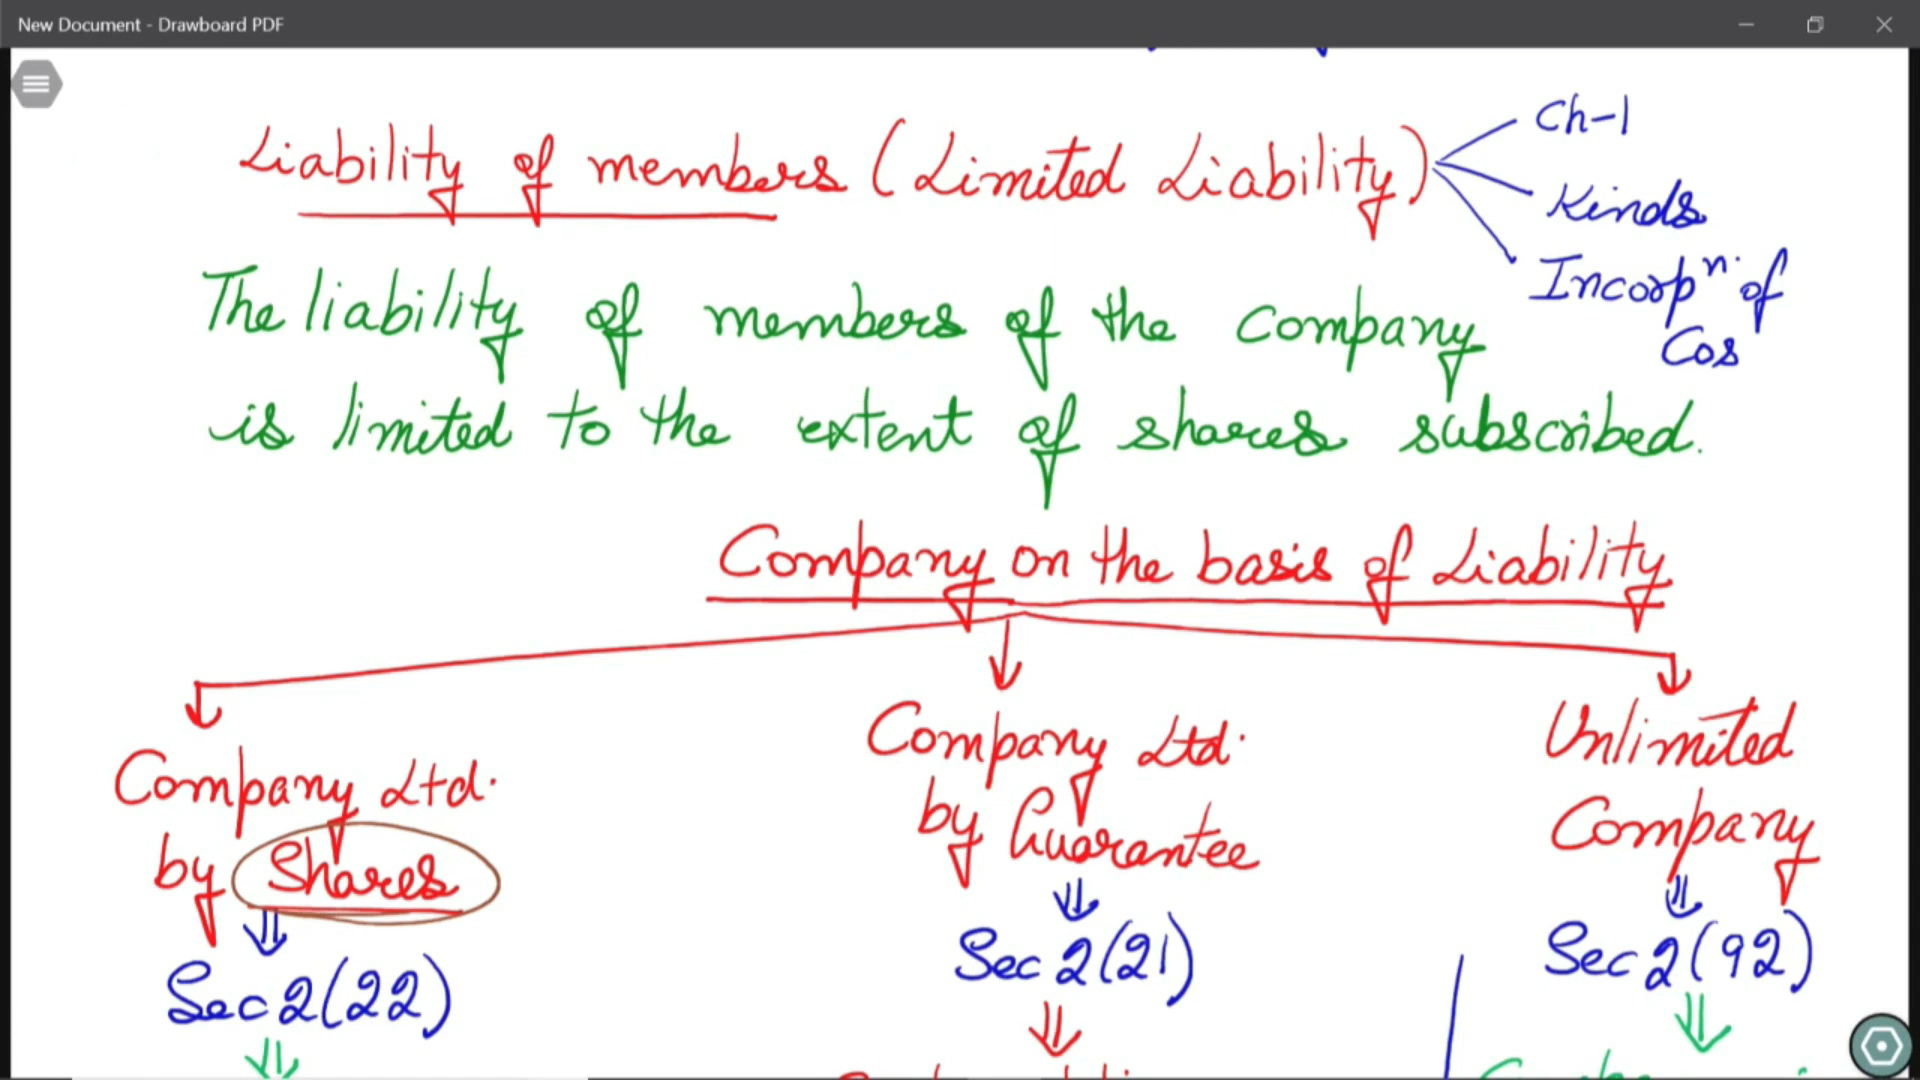 New Document - Drawboard PDF
Liability of members (Limited Liability)
Ch-1
Kinds
Incorpn. of
Cos
The liability of members of the company
is limited to the extent of shares subscribed.
Company on the basis of Liability
Company Ltd.
by Shares
Sec 2(22)
Company Ltd.
by Guarantee
Sec 2(21)
Unlimited
Company
Sec 2(92)